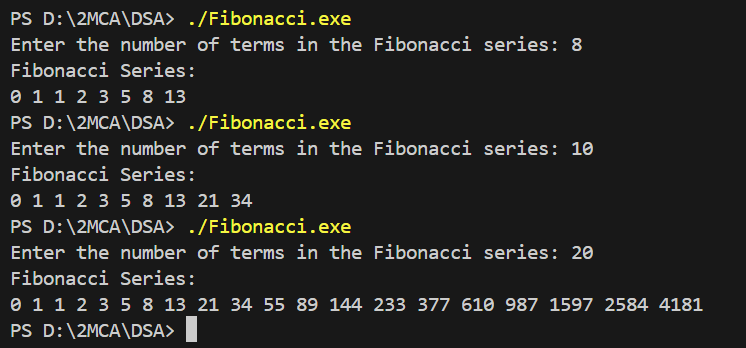 PS D:\2MCA\DSA> ./Fibonacci.exe
Enter the number of terms in the Fibonacci series: 8
Fibonacci Series:
0 1 1 2 3 5 8 13
PS D:\2MCA\DSA> ./Fibonacci.exe
Enter the number of terms in the Fibonacci series: 10
Fibonacci Series:
0 1 1 2 3 5 8 13 21 34
PS D:\2MCA\DSA> ./Fibonacci.exe
Enter the number of terms in the Fibonacci series: 20
Fibonacci Series:
0 1 1 2 3 5 8 13 21 34 55 89 144 233 377 610 987 1597 2584 4181
PS D:\2MCA\DSA>